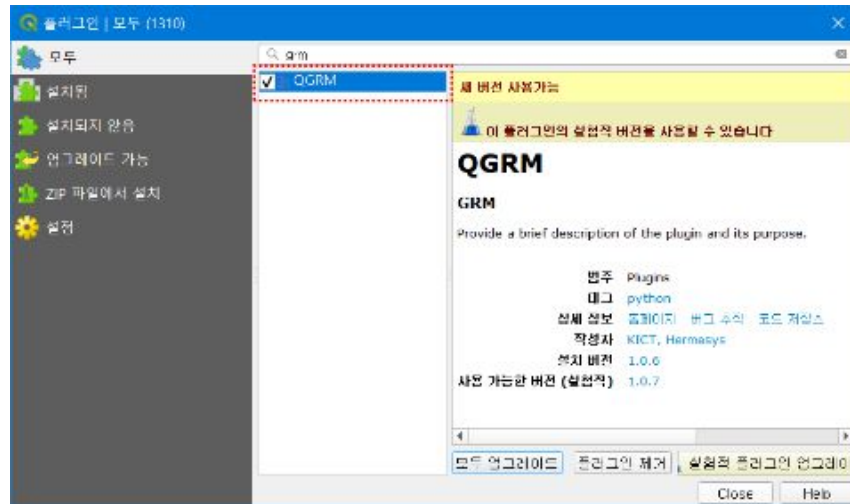 플러그인 | 모두 (1310)
모두
설치됨
설치되지 않음
업그레이드 가능
ZIP 파일에서 설치
설정
grm
QGRM
새 버전 사용가능
이 플러그인의 실험적 버전을 사용할 수 있습니다
QGRM
GRM
Provide a brief description of the plugin and its purpose.
범주 Plugins
태그 python
상세 정보 홈페이지 버그 추적 코드 저장소
작성자 KICT, Hermesys
설치 버전 1.0.6
사용 가능한 버전 (실험적) 1.0.7
모두 업그레이드 플러그인 제거 실험적 플러그인 업그레이
Close Help